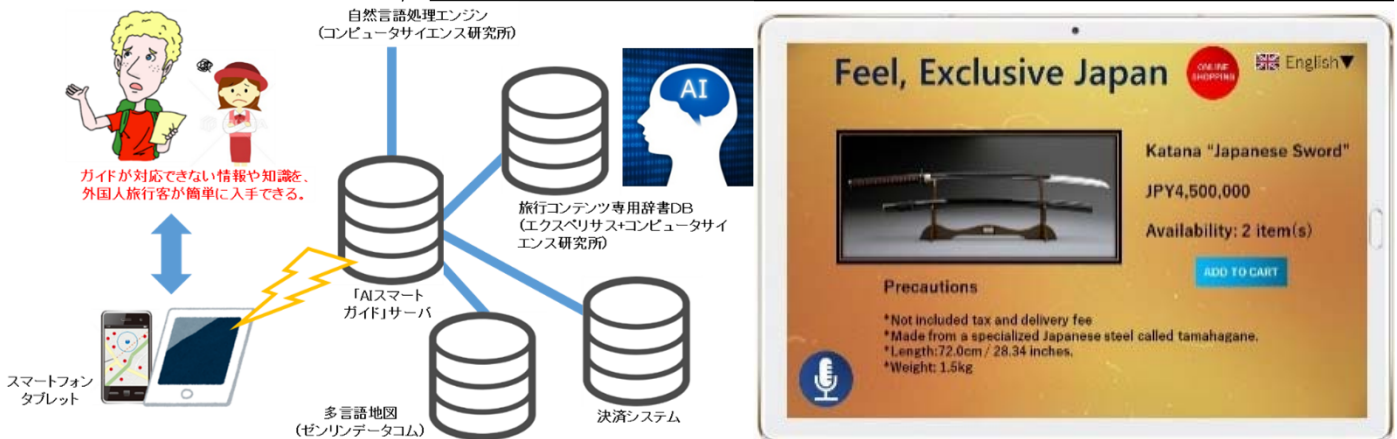 自然言語処理エンジン
(コンピュータサイエンス研究所)
ガイドが対応できない情報や知識を、
外国人旅行客が簡単に入手できる。
AI
旅行コンテンツ専用辞書DB
(エクスペリサス+コンピュータサイ
エンス研究所)
「AIスマート
ガイド」サーバ
スマートフォン
タブレット
多言語地図
(ゼンリンデータコム)
決済システム
Feel, Exclusive Japan
ONLINE
SHOPPING
English▼
Katana "Japanese Sword"
JPY4,500,000
Availability: 2 item(s)
ADD TO CART
Precautions
*Not included tax and delivery fee
*Made from a specialized Japanese steel called tamahagane.
*Length:72.0cm / 28.34 inches.
*Weight: 1.5kg